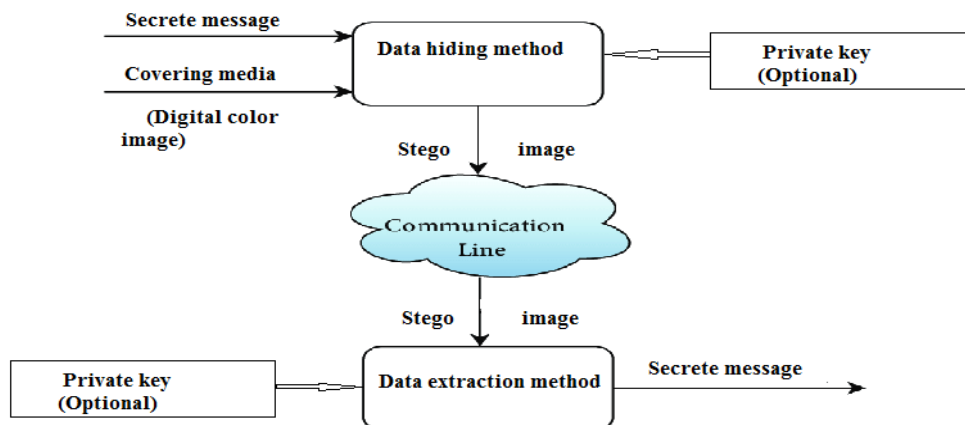 Secrete message
Data hiding method
Private key
(Optional)
Covering media
(Digital color
image)
Stego image
Communication
Line
Stego image
Private key
(Optional)
Data extraction method
Secrete message